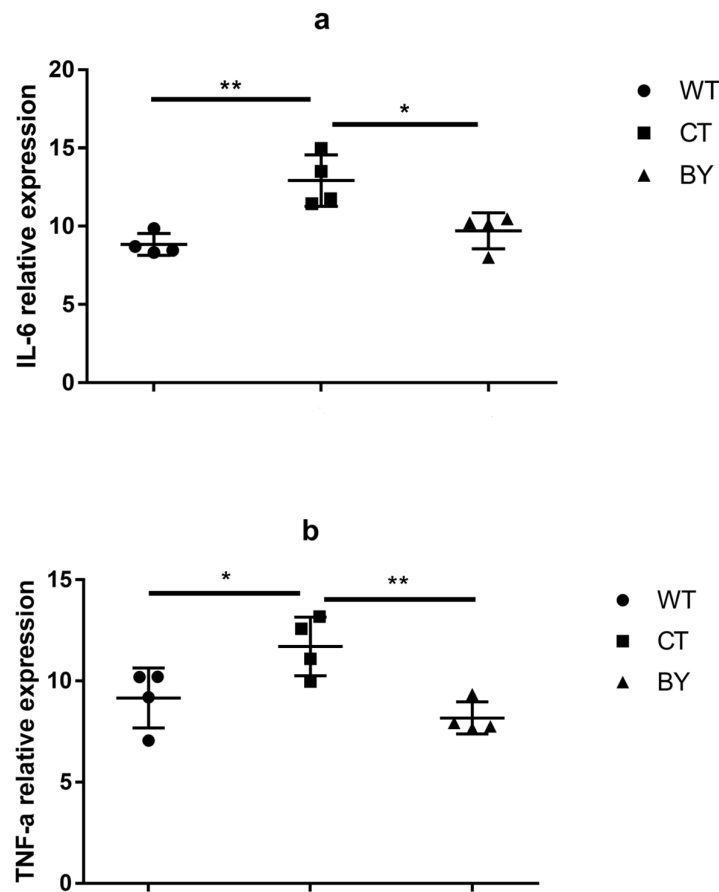 a
IL-6 relative expression
20
15
10
5
0
**
*
WT
CT
BY
b
TNF-a relative expression
15
10
5
0
*
**
WT
CT
BY